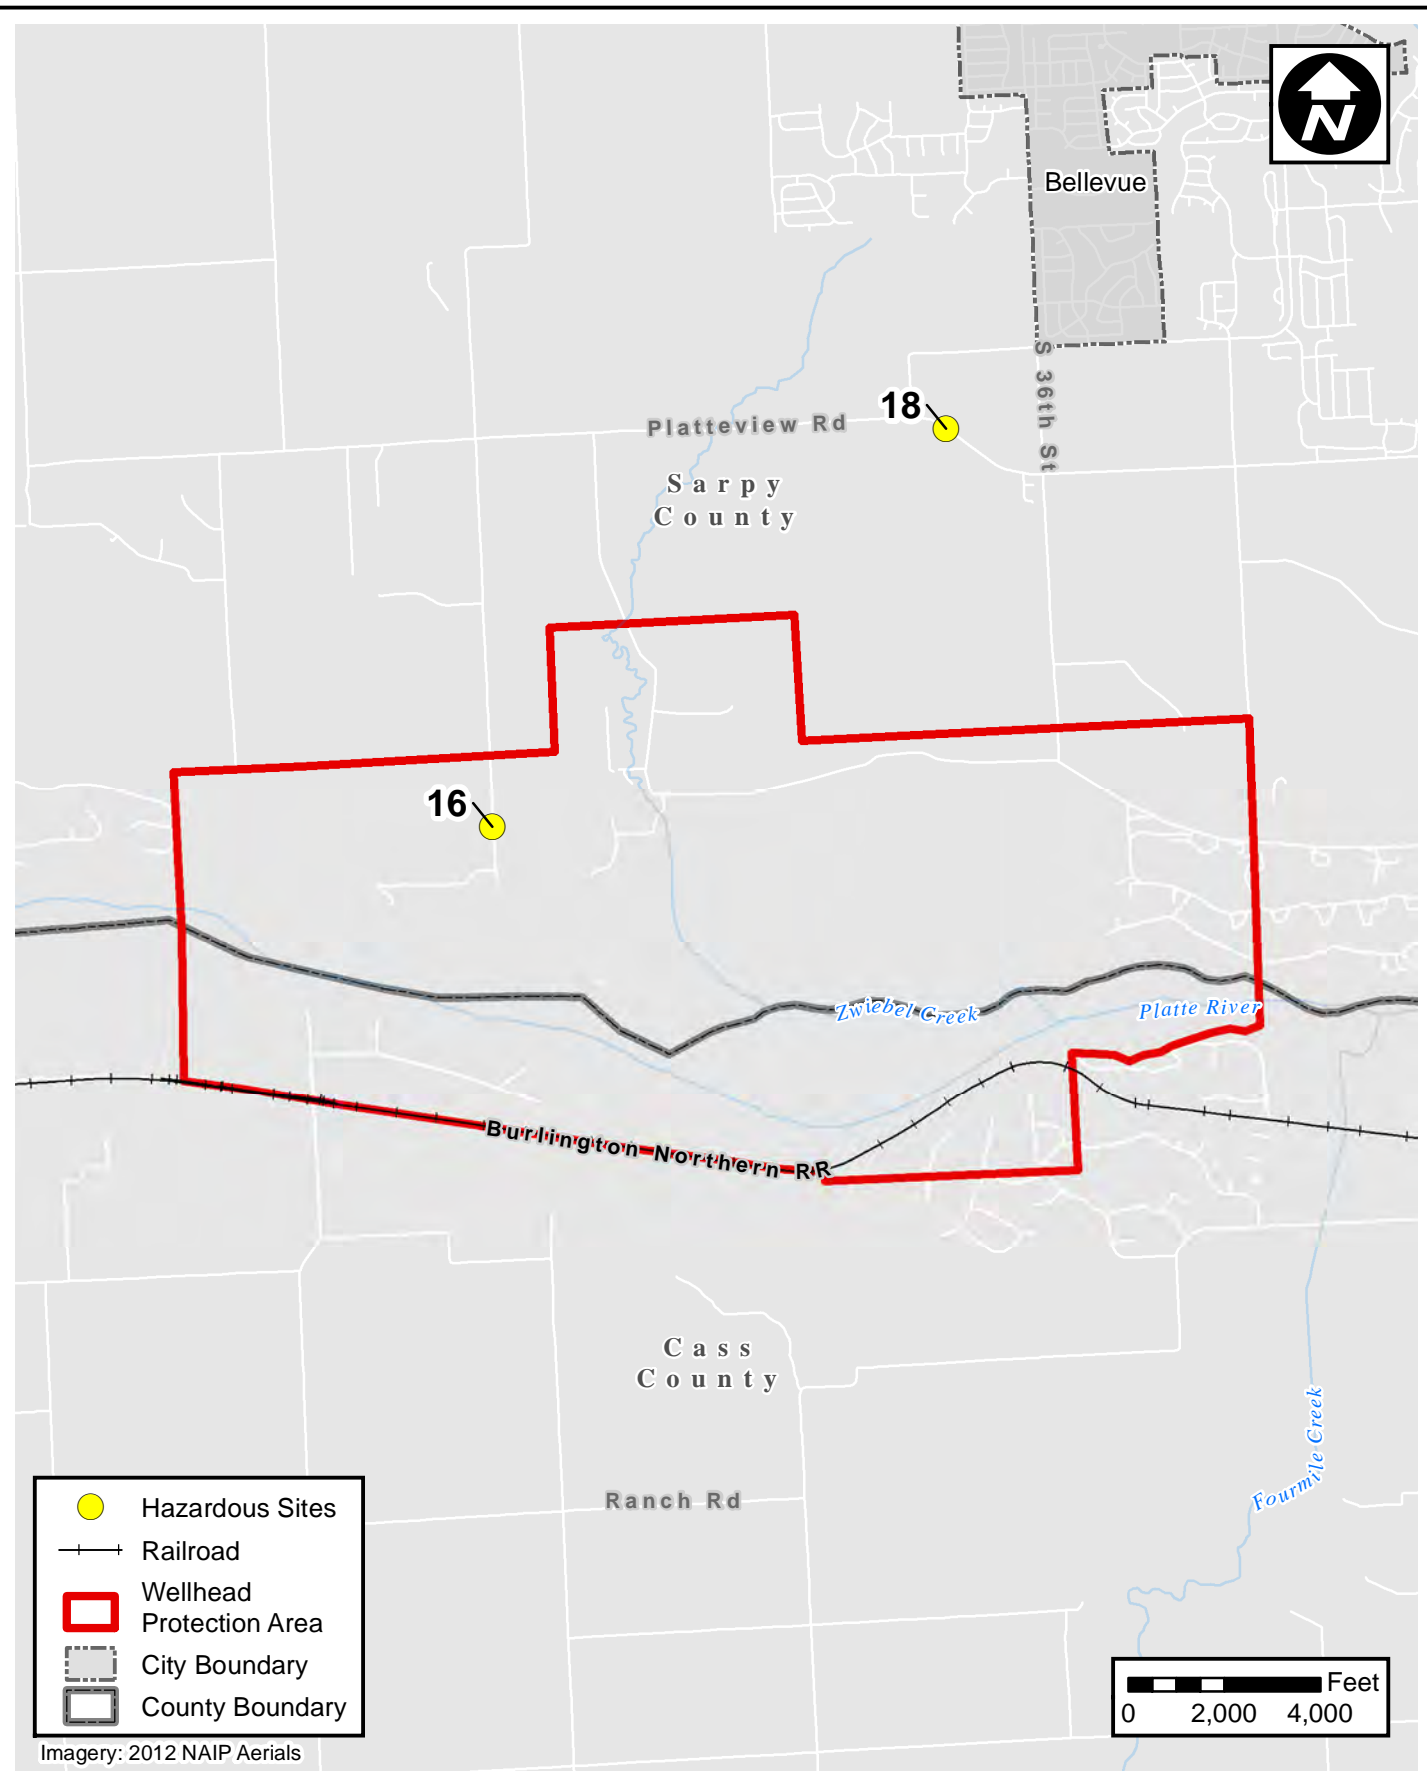 N
Bellevue
S 36th St
18
Platteview Rd
Sarpy
County
16
Zwiebel Creek
Platte River
Burlington Northern RR
Cass
County
Fourmile Creek
Ranch Rd
Hazardous Sites
Railroad
Wellhead
Protection Area
City Boundary
County Boundary
Feet
0 2,000 4,000
Imagery: 2012 NAIP Aerials